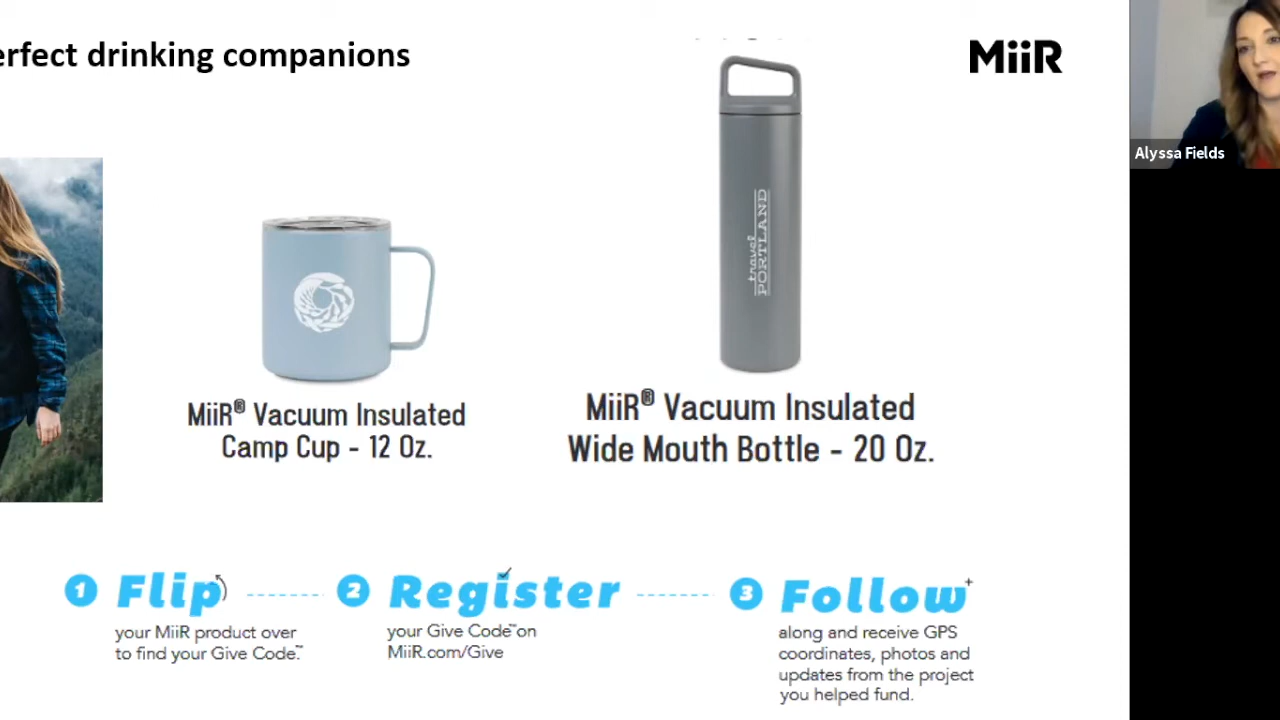 erfect drinking companions
MiiR
Alyssa Fields
travel
PORTLAND
MiiR® Vacuum Insulated
Camp Cup - 12 Oz.
MiiR® Vacuum Insulated
Wide Mouth Bottle - 20 Oz.
1 Flip
your MiiR product over
to find your Give Code.™
2 Register
your Give Code™ on
MiiR.com/Give
3 Follow
along and receive GPS
coordinates, photos and
updates from the project
you helped fund.